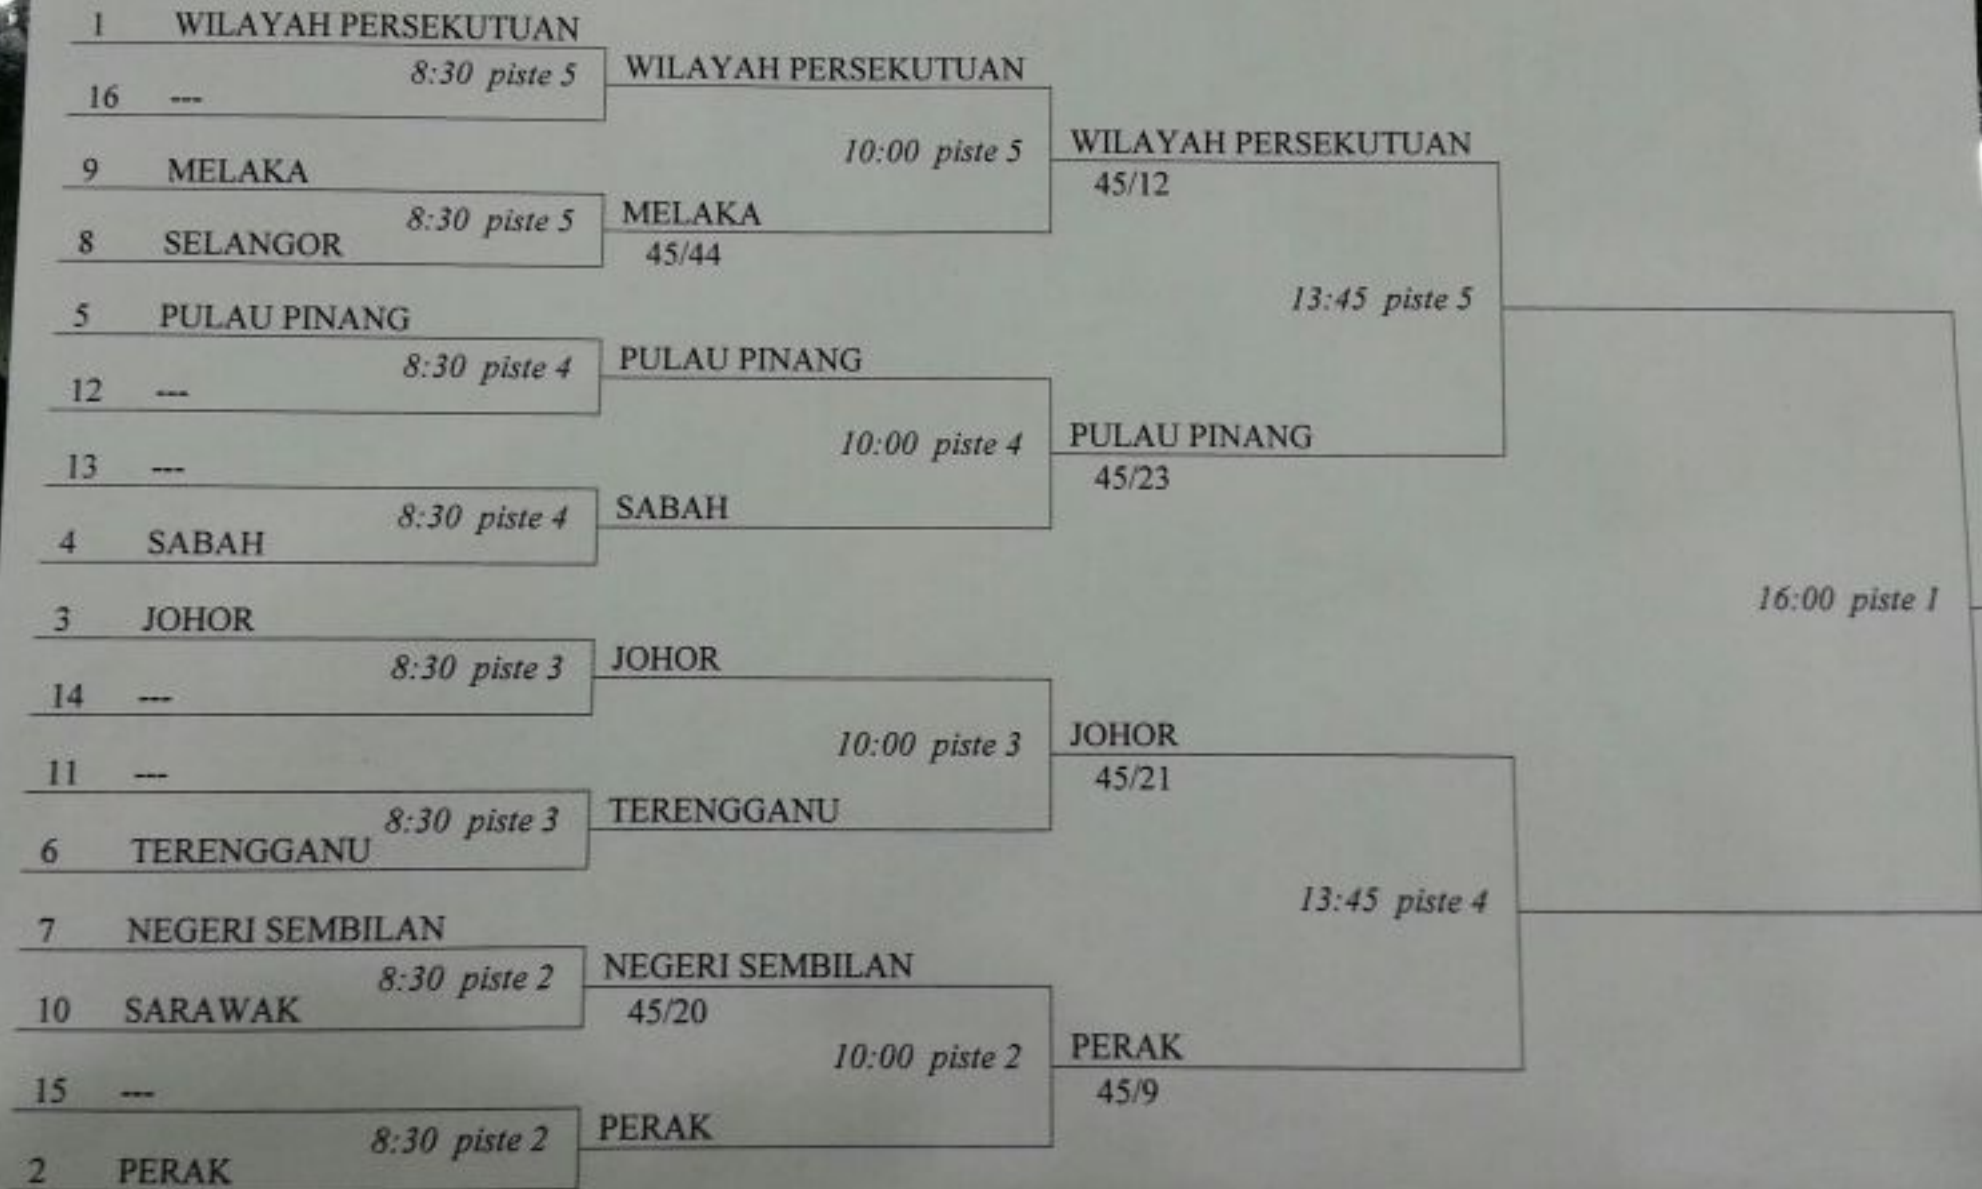 1 WILAYAH PERSEKUTUAN
8:30 piste 5
16 ---
WILAYAH PERSEKUTUAN
10:00 piste 5
9 MELAKA
8:30 piste 5
8 SELANGOR
MELAKA
45/44
WILAYAH PERSEKUTUAN
45/12
13:45 piste 5
5 PULAU PINANG
8:30 piste 4
12 ---
PULAU PINANG
10:00 piste 4
13 ---
8:30 piste 4
4 SABAH
SABAH
PULAU PINANG
45/23
16:00 piste 1
3 JOHOR
8:30 piste 3
14 ---
JOHOR
10:00 piste 3
11 ---
8:30 piste 3
6 TERENGGANU
TERENGGANU
JOHOR
45/21
13:45 piste 4
7 NEGERI SEMBILAN
8:30 piste 2
10 SARAWAK
NEGERI SEMBILAN
45/20
10:00 piste 2
15 ---
8:30 piste 2
2 PERAK
PERAK
PERAK
45/9